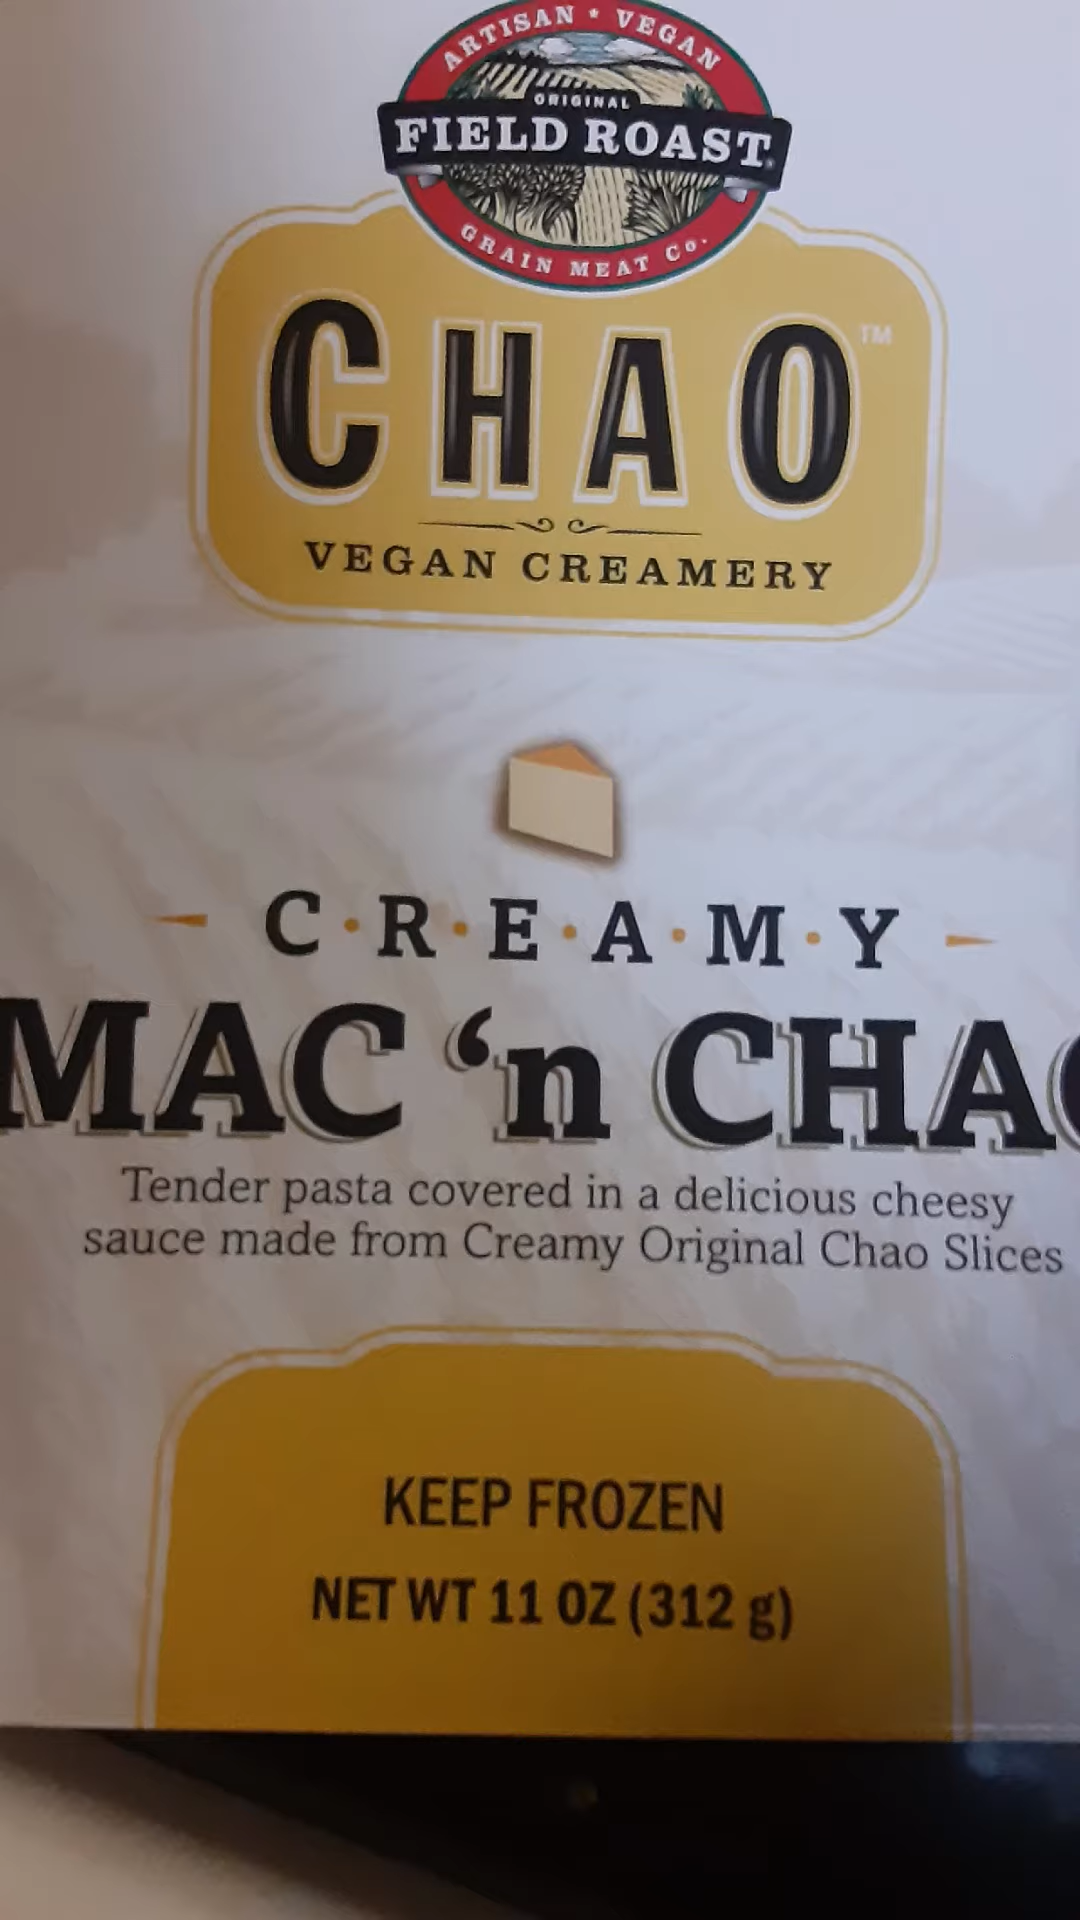 ARTISAN * VEGAN
ORIGINAL
FIELD ROAST®
GRAIN MEAT Co.
CHAO™
VEGAN CREAMERY
C·R·E·A·M·Y
MAC ‘n CHAO
Tender pasta covered in a delicious cheesy
sauce made from Creamy Original Chao Slices
KEEP FROZEN
NET WT 11 OZ (312 g)